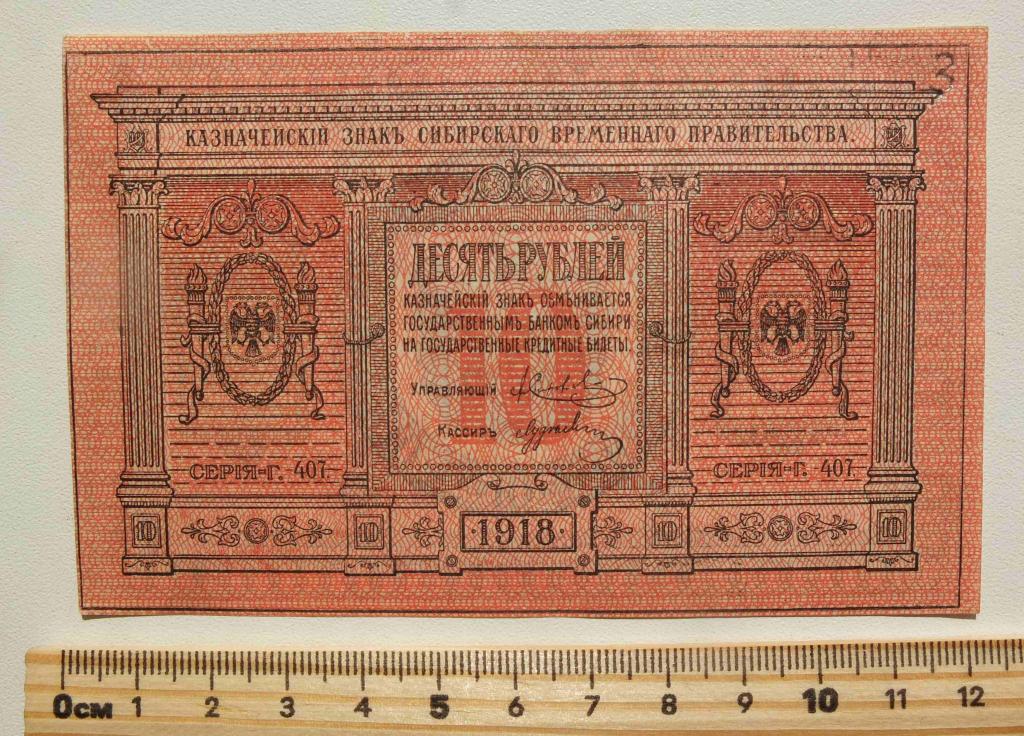 2
КАЗНАЧЕЙСКІЙ ЗНАКЪ СИБИРСКАГО ВРЕМЕННАГО ПРАВИТЕЛЬСТВА.
ДЕСЯТЬ РУБЛЕЙ
КАЗНАЧЕЙСКІЙ ЗНАКЪ ОБМѢНИВАЕТСЯ
ГОСУДАРСТВЕННЫМЪ БАНКОМЪ СИБИРИ
НА ГОСУДАРСТВЕННЫЕ КРЕДИТНЫЕ БИЛЕТЫ.
10
УПРАВЛЯЮЩІЙ
КАССИРЪ
СЕРІЯ-Г. 407. СЕРІЯ-Г. 407.
10 10 ·1918· 10 10
0см 1 2 3 4 5 6 7 8 9 10 11 12